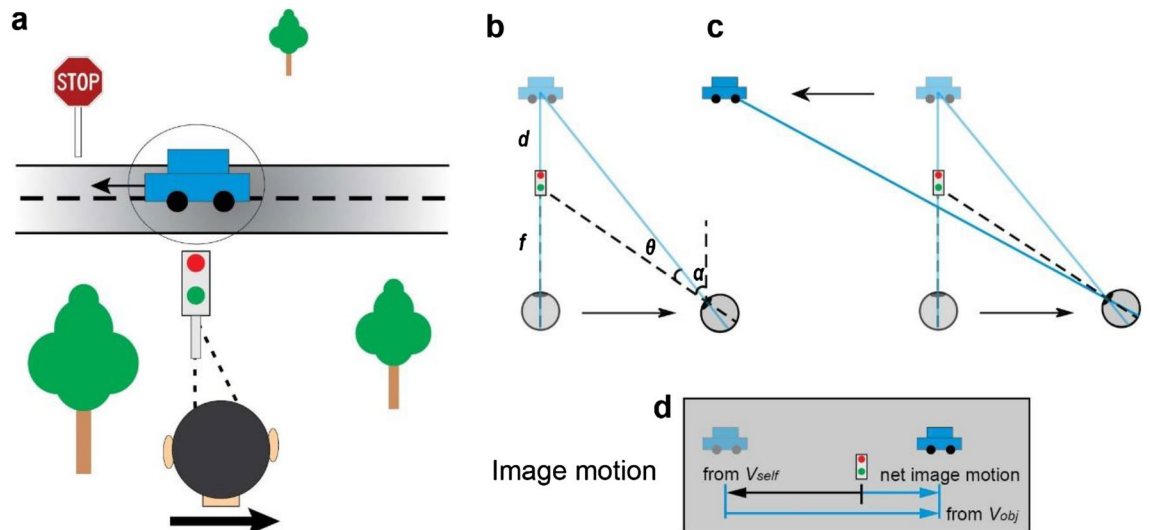 a
STOP
b
d
f
θ
α
c
Image motion
d
from Vself
net image motion
from Vobj